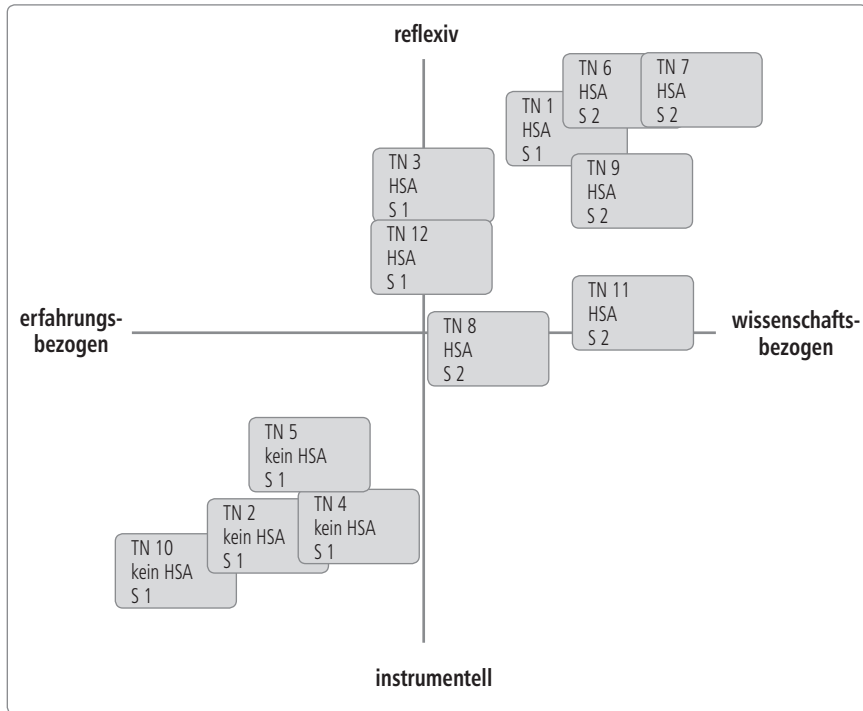 reflexiv
TN 6
HSA
S 2
TN 7
HSA
S 2
TN 1
HSA
S 1
TN 3
HSA
S 1
TN 9
HSA
S 2
TN 12
HSA
S 1
TN 11
HSA
S 2
erfahrungs-
bezogen
TN 8
HSA
S 2
wissenschafts-
bezogen
TN 5
kein HSA
S 1
TN 4
kein HSA
S 1
TN 2
kein HSA
S 1
TN 10
kein HSA
S 1
instrumentell